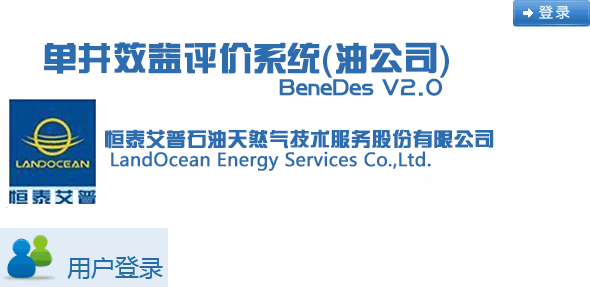 登录
单井效益评价系统(油公司)
BeneDes V2.0
LANDOCEAN
恒泰艾普
恒泰艾普石油天然气技术服务股份有限公司
LandOcean Energy Services Co.,Ltd.
用户登录